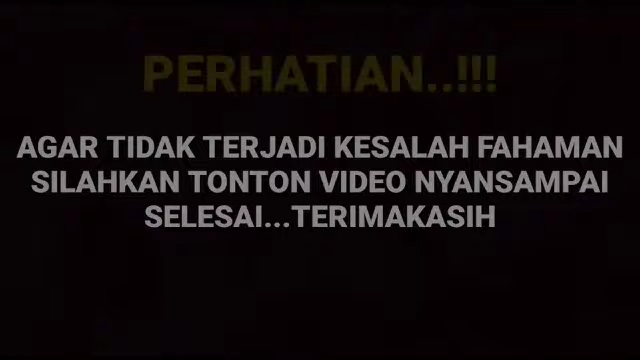 PERHATIAN..!!!
AGAR TIDAK TERJADI KESALAH FAHAMAN
SILAHKAN TONTON VIDEO NYANSAMPAI
SELESAI...TERIMAKASIH